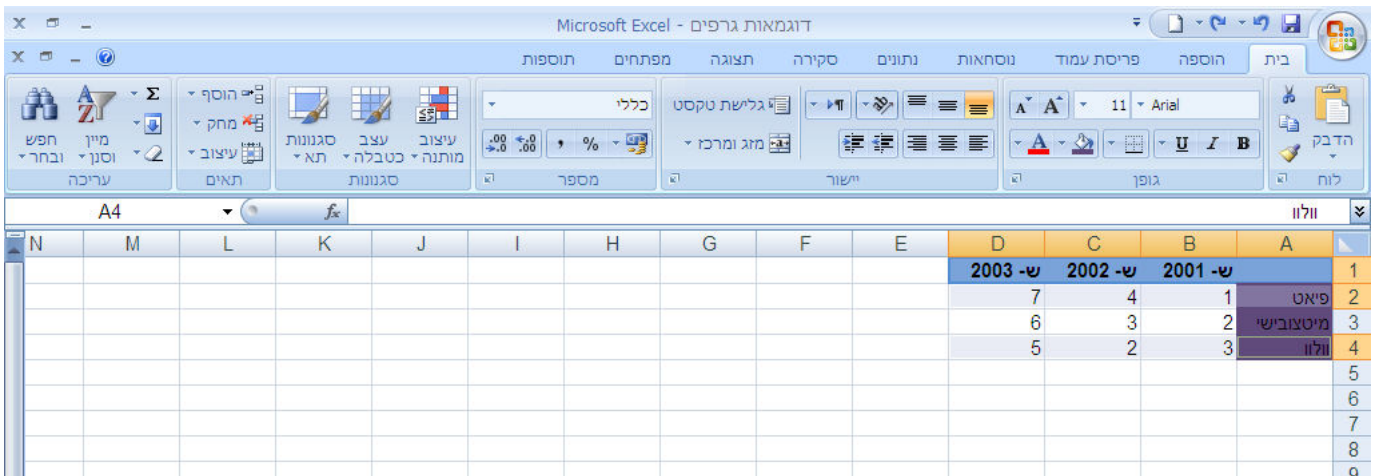 דוגמאות גרפים - Microsoft Excel
בית הוספה פריסת עמוד נוסחאות נתונים סקירה תצוגה מפתחים תוספות
הדבק
Arial 11
B I U
גלישת טקסט
מזג ומרכז
כללי
%
עיצוב מותנה
עצב כטבלה
סגנונות תא
הוסף
מחק
עיצוב
Σ
מיין וסנן
חפש ובחר
לוח גופן יישור מספר סגנונות תאים עריכה
A4 fx וולוו
A B C D E F G H I J K L M N
1 ש- 2001 ש- 2002 ש- 2003
2 פיאט 1 4 7
3 מיטצובישי 2 3 6
4 וולוו 3 2 5
5
6
7
8
9